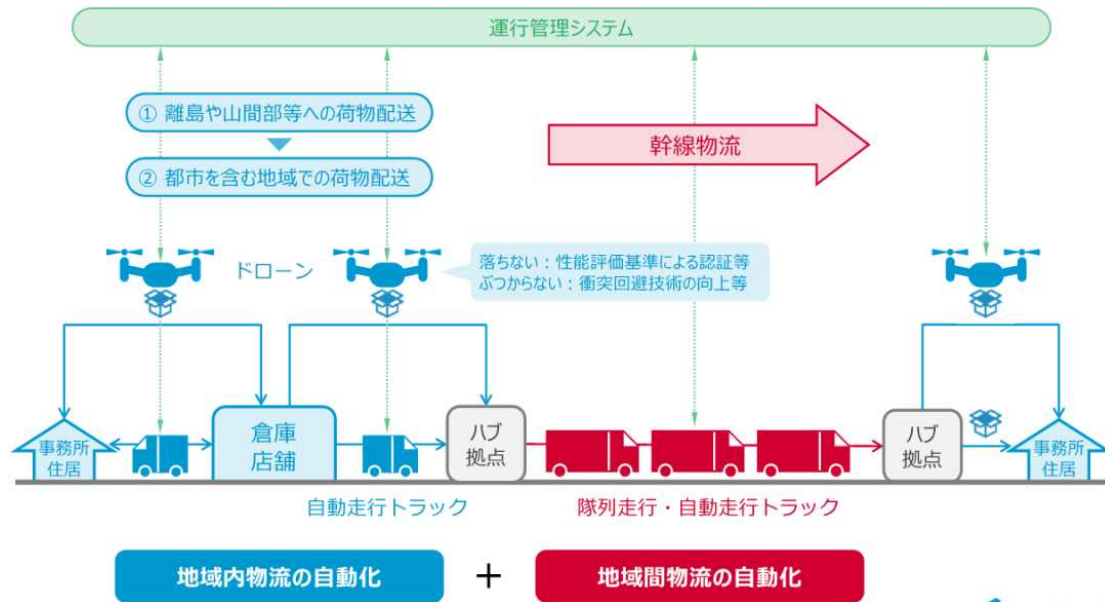 運行管理システム
① 離島や山間部等への荷物配送
② 都市を含む地域での荷物配送
幹線物流
ドローン
落ちない：性能評価基準による認証等
ぶつからない：衝突回避技術の向上等
事務所
住居
倉庫
店舗
ハブ
拠点
ハブ
拠点
事務所
住居
自動走行トラック
隊列走行・自動走行トラック
地域内物流の自動化
+
地域間物流の自動化